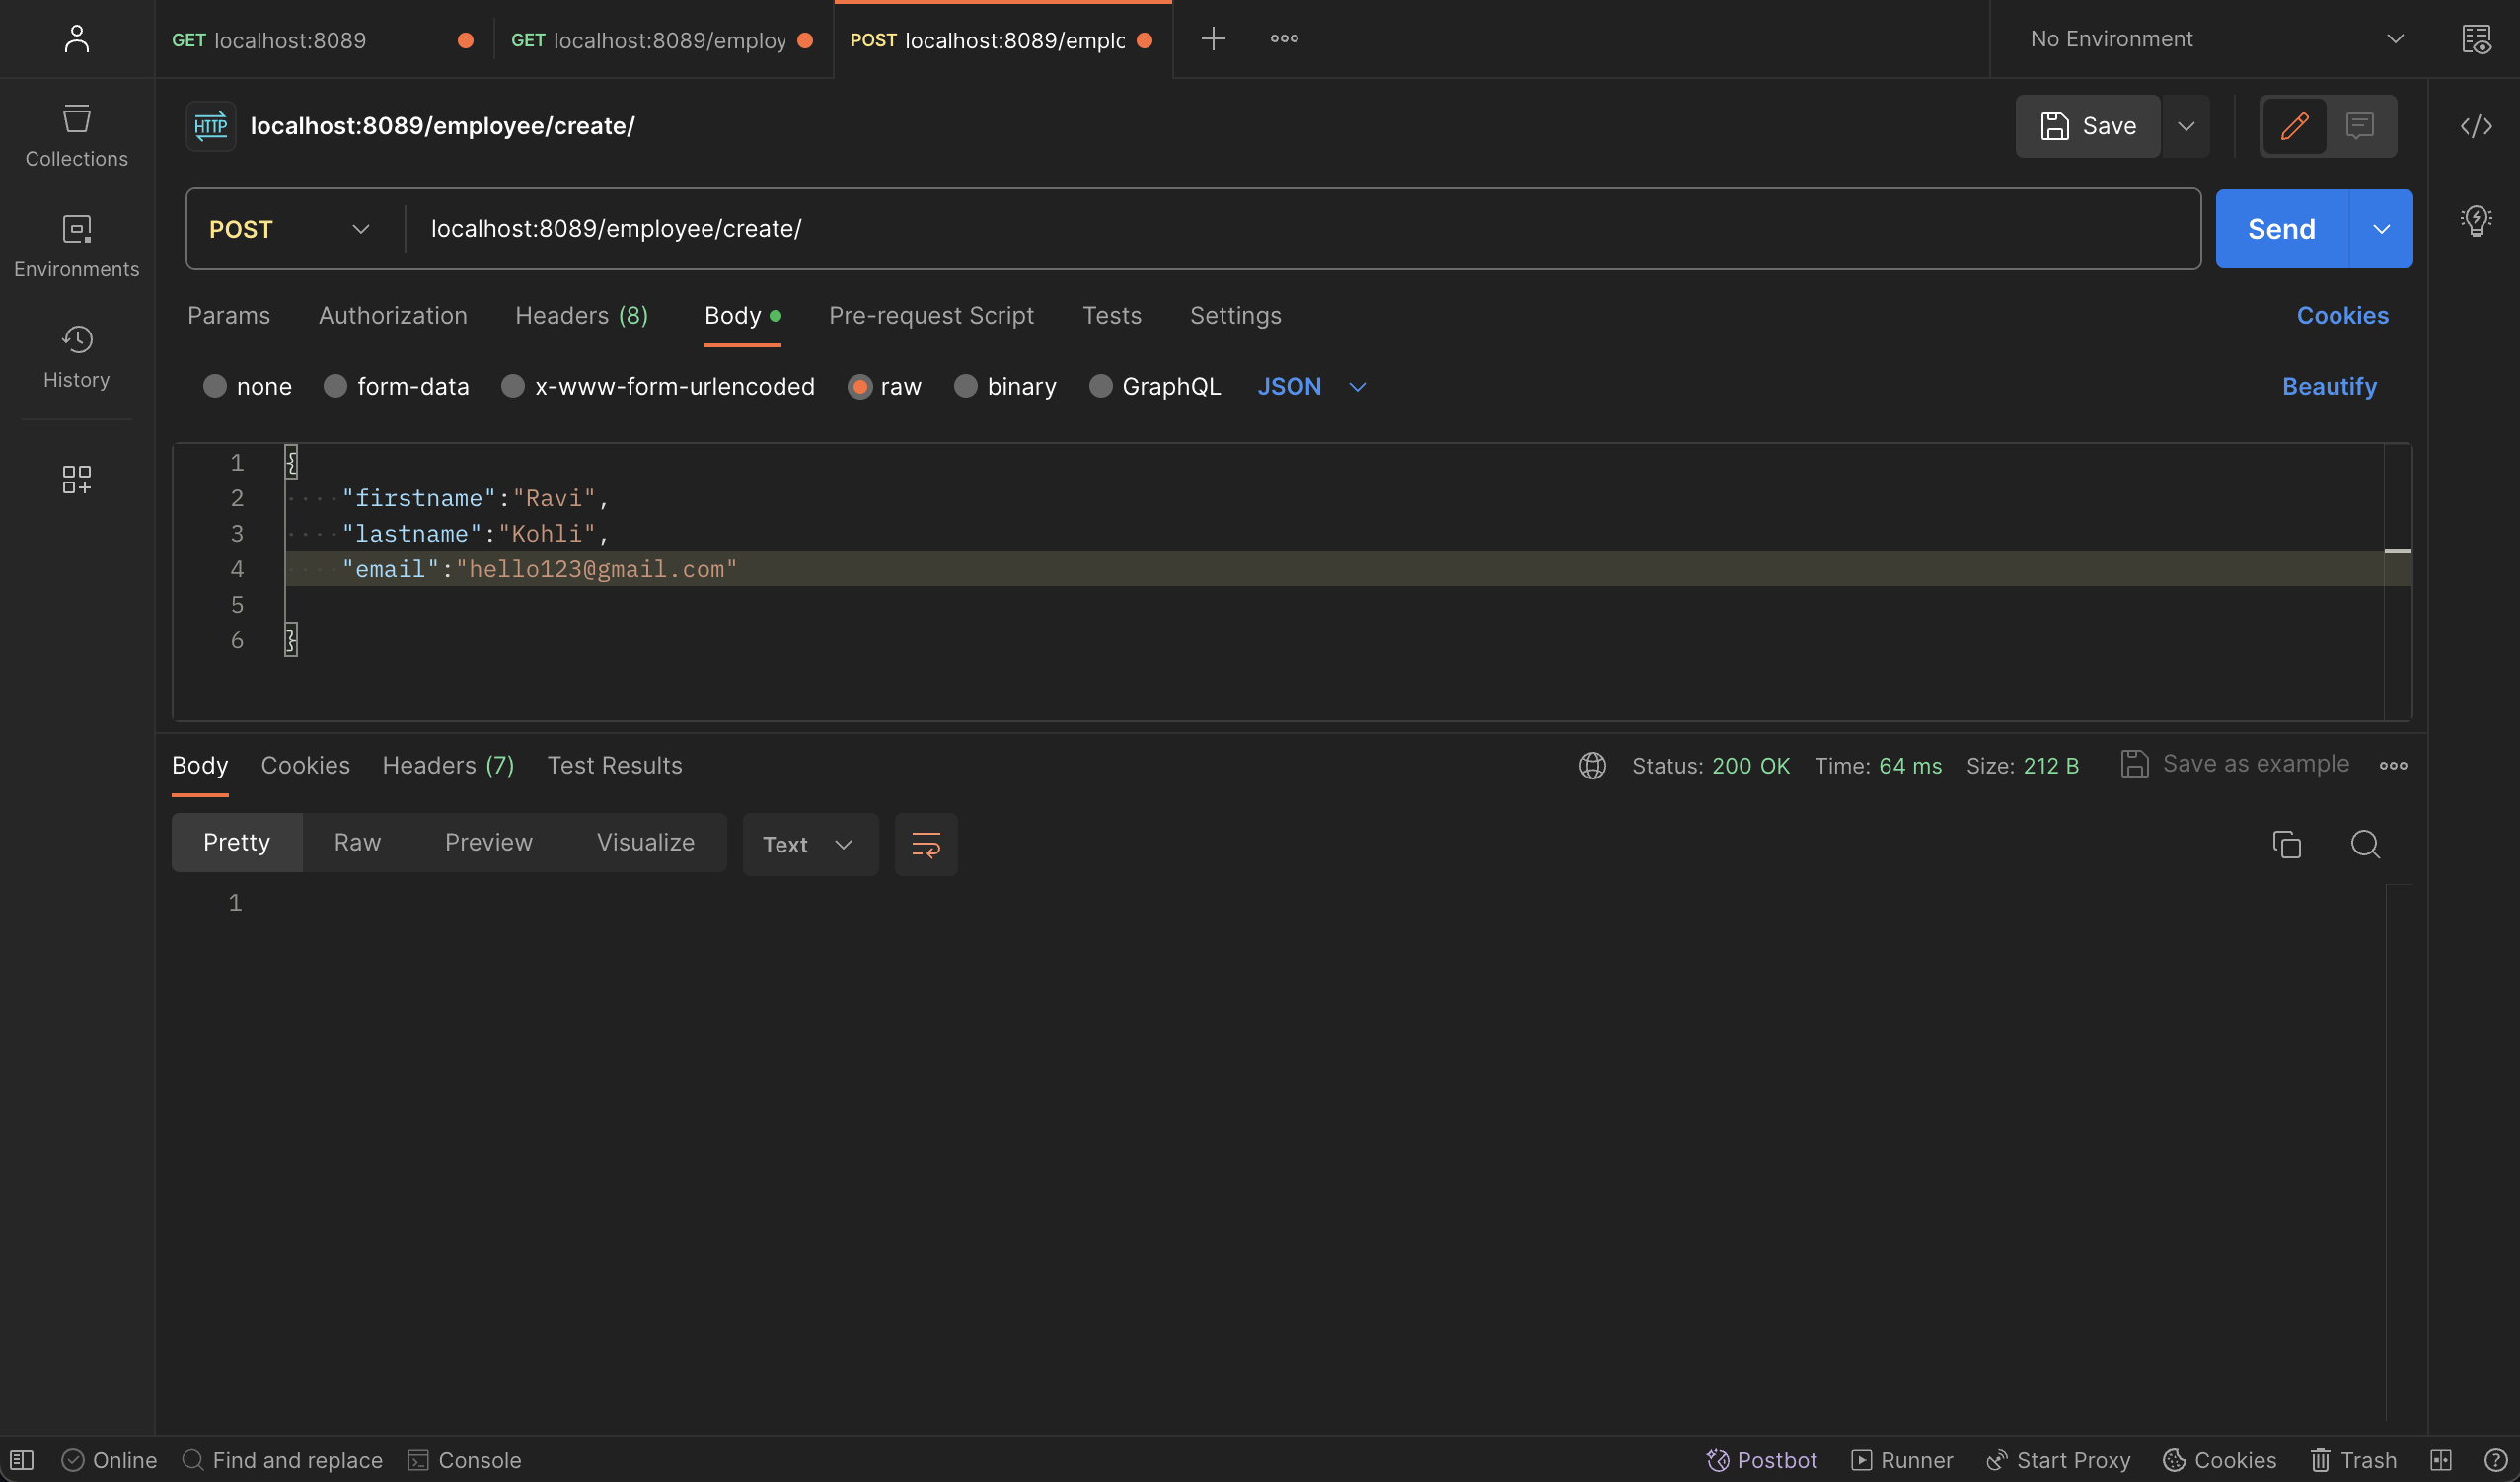 GET localhost:8089 GET localhost:8089/employ POST localhost:8089/emplc No Environment
HTTP localhost:8089/employee/create/ Save
Collections
POST localhost:8089/employee/create/ Send
Environments
Params Authorization Headers (8) Body Pre-request Script Tests Settings Cookies
History
none form-data x-www-form-urlencoded raw binary GraphQL JSON Beautify
1 {
2 "firstname":"Ravi",
3 "lastname":"Kohli",
4 "email":"hello123@gmail.com"
5
6 }
Body Cookies Headers (7) Test Results Status: 200 OK Time: 64 ms Size: 212 B Save as example
Pretty Raw Preview Visualize Text
1
Online Find and replace Console Postbot Runner Start Proxy Cookies Trash